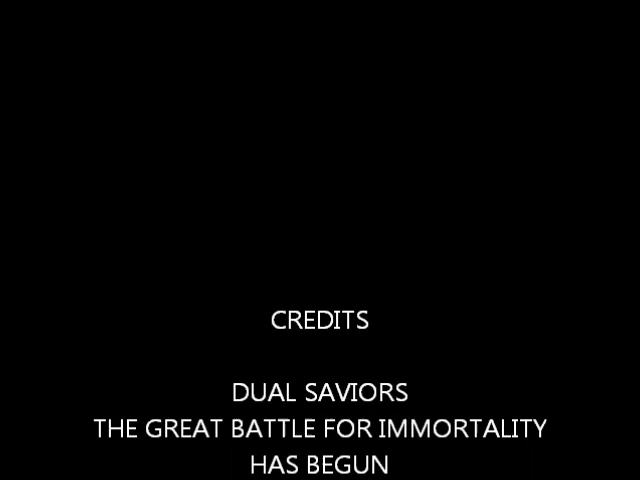 CREDITS
DUAL SAVIORS
THE GREAT BATTLE FOR IMMORTALITY
HAS BEGUN